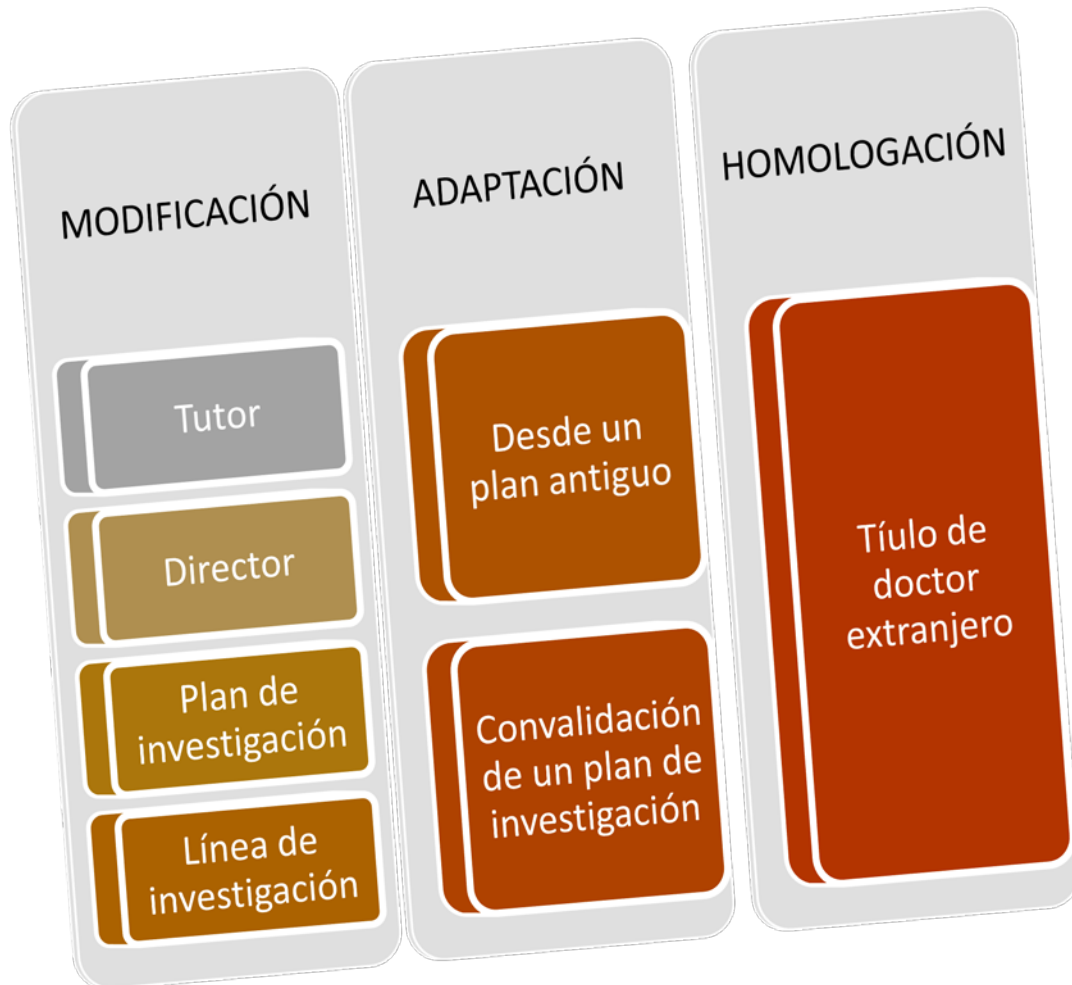 MODIFICACIÓN
Tutor
Director
Plan de
investigación
Línea de
investigación
ADAPTACIÓN
Desde un
plan antiguo
Convalidación
de un plan de
investigación
HOMOLOGACIÓN
Tíulo de
doctor
extranjero